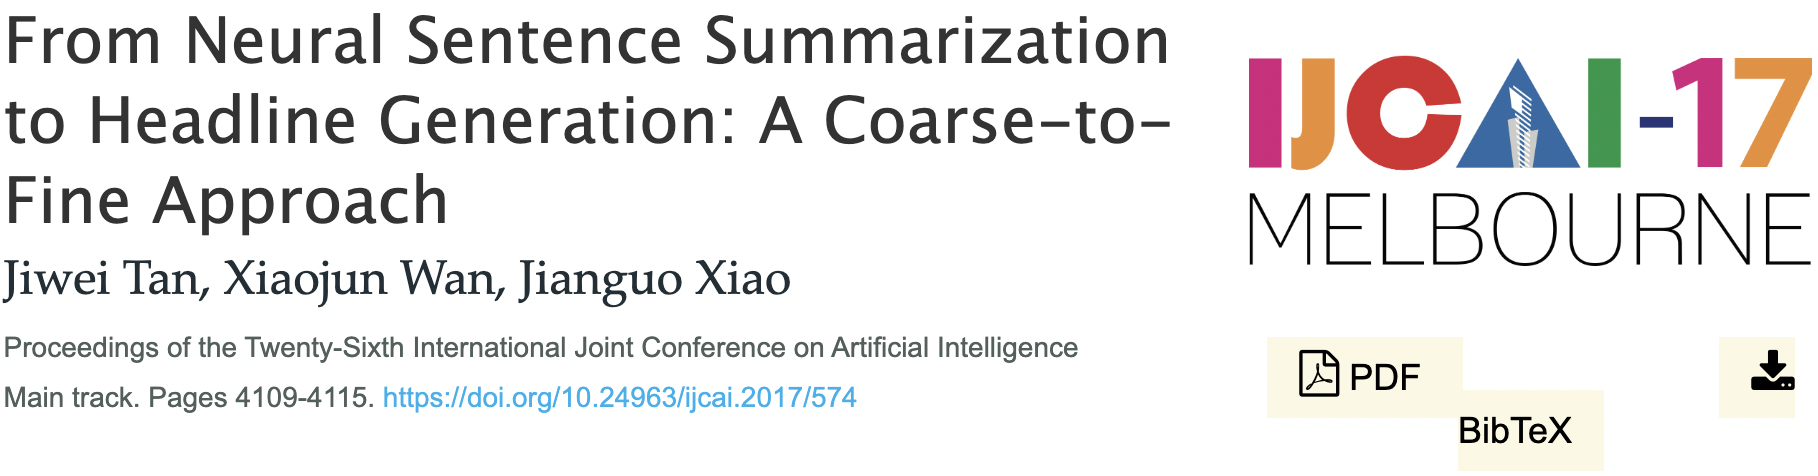 From Neural Sentence Summarization
to Headline Generation: A Coarse-to-
Fine Approach
Jiwei Tan, Xiaojun Wan, Jianguo Xiao
Proceedings of the Twenty-Sixth International Joint Conference on Artificial Intelligence
Main track. Pages 4109-4115. https://doi.org/10.24963/ijcai.2017/574
IJCAI-17
MELBOURNE
PDF
BibTeX